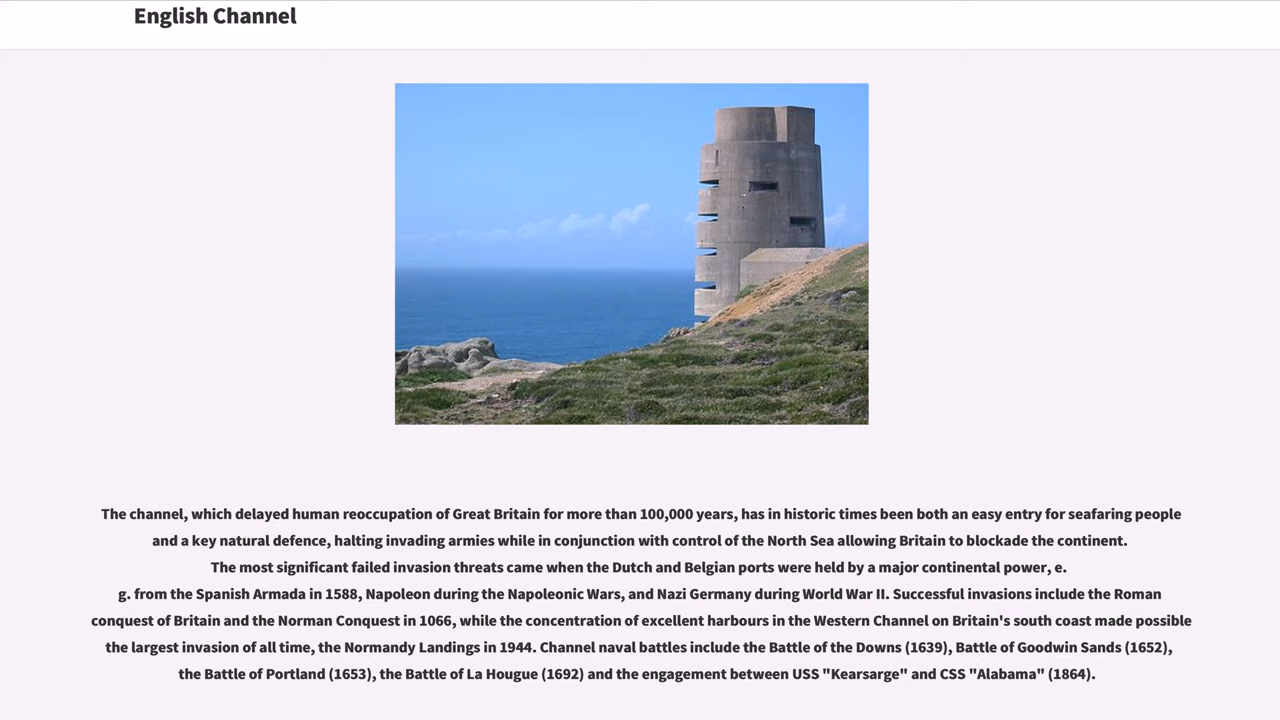 English Channel
The channel, which delayed human reoccupation of Great Britain for more than 100,000 years, has in historic times been both an easy entry for seafaring people
and a key natural defence, halting invading armies while in conjunction with control of the North Sea allowing Britain to blockade the continent.
The most significant failed invasion threats came when the Dutch and Belgian ports were held by a major continental power, e.
g. from the Spanish Armada in 1588, Napoleon during the Napoleonic Wars, and Nazi Germany during World War II. Successful invasions include the Roman
conquest of Britain and the Norman Conquest in 1066, while the concentration of excellent harbours in the Western Channel on Britain's south coast made possible
the largest invasion of all time, the Normandy Landings in 1944. Channel naval battles include the Battle of the Downs (1639), Battle of Goodwin Sands (1652),
the Battle of Portland (1653), the Battle of La Hougue (1692) and the engagement between USS "Kearsarge" and CSS "Alabama" (1864).